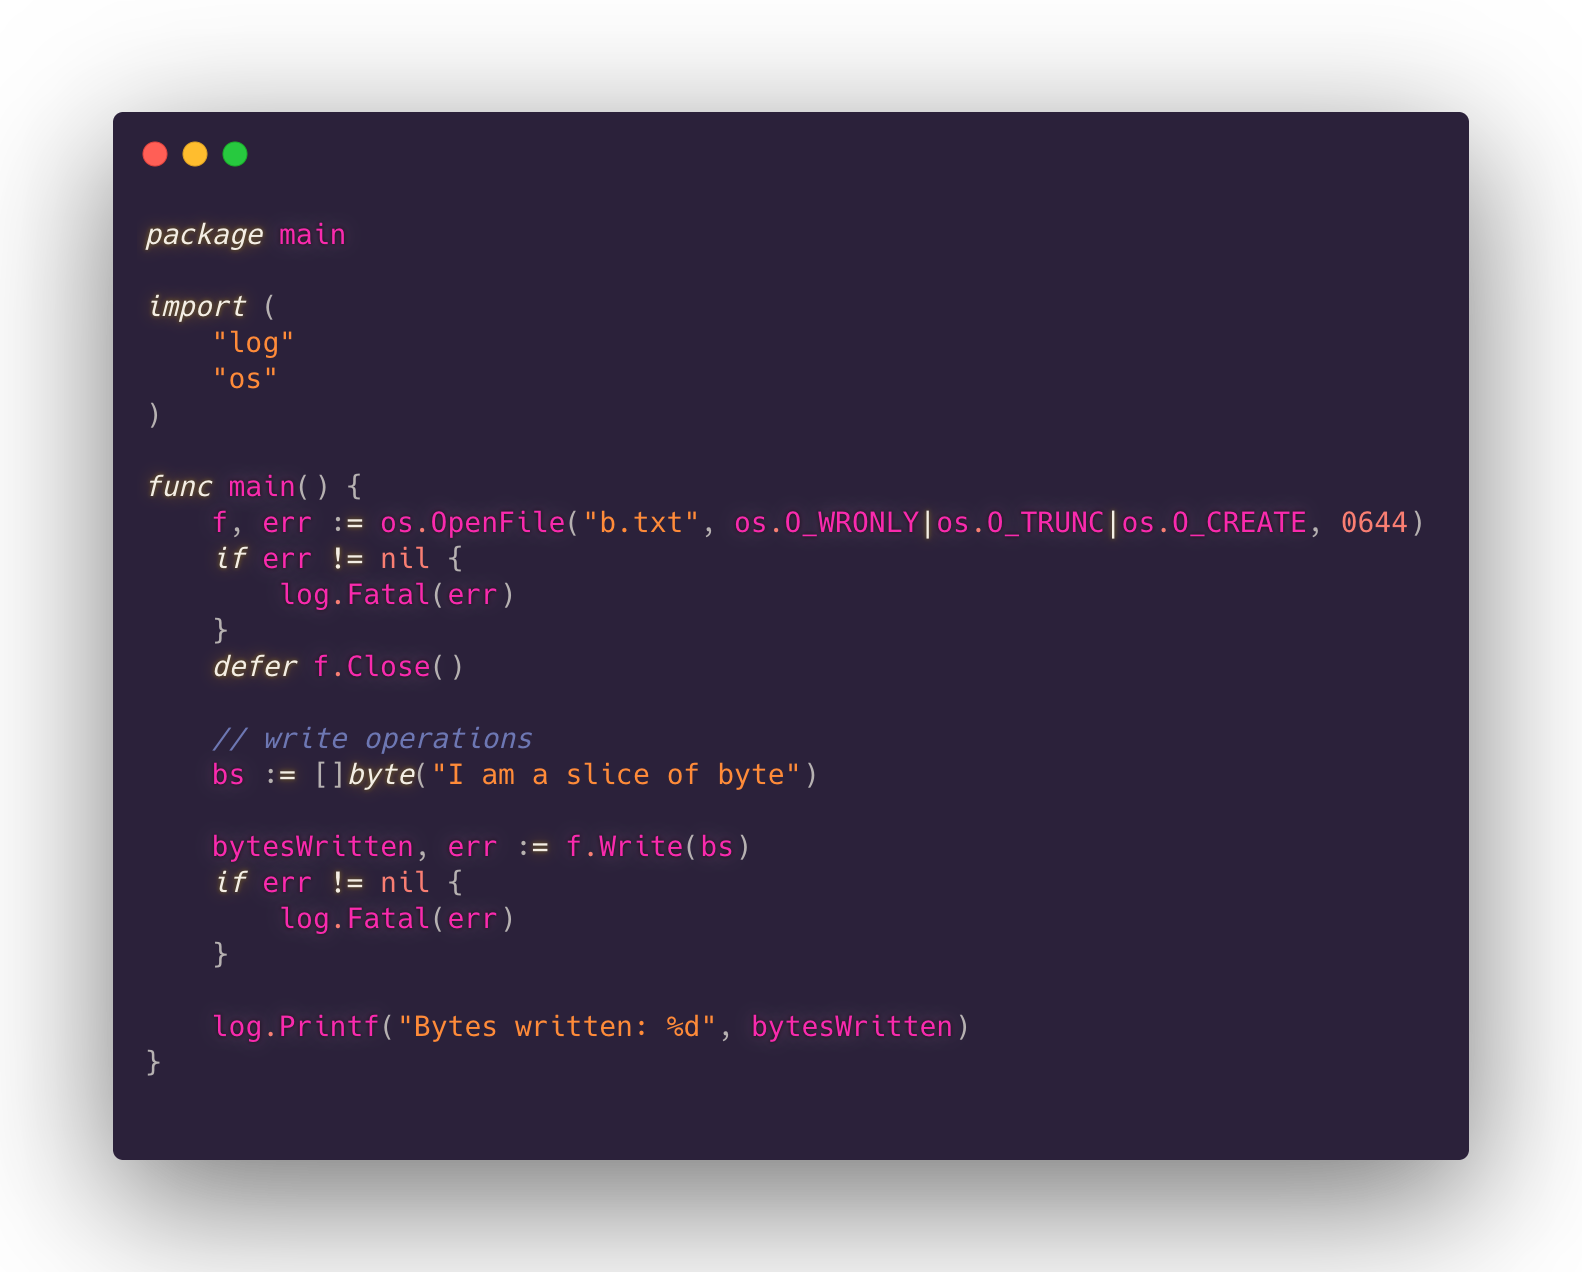 package main
import (
    "log"
    "os"
)
func main() {
    f, err := os.OpenFile("b.txt", os.O_WRONLY|os.O_TRUNC|os.O_CREATE, 0644)
    if err != nil {
        log.Fatal(err)
    }
    defer f.Close()
    // write operations
    bs := []byte("I am a slice of byte")
    bytesWritten, err := f.Write(bs)
    if err != nil {
        log.Fatal(err)
    }
    log.Printf("Bytes written: %d", bytesWritten)
}